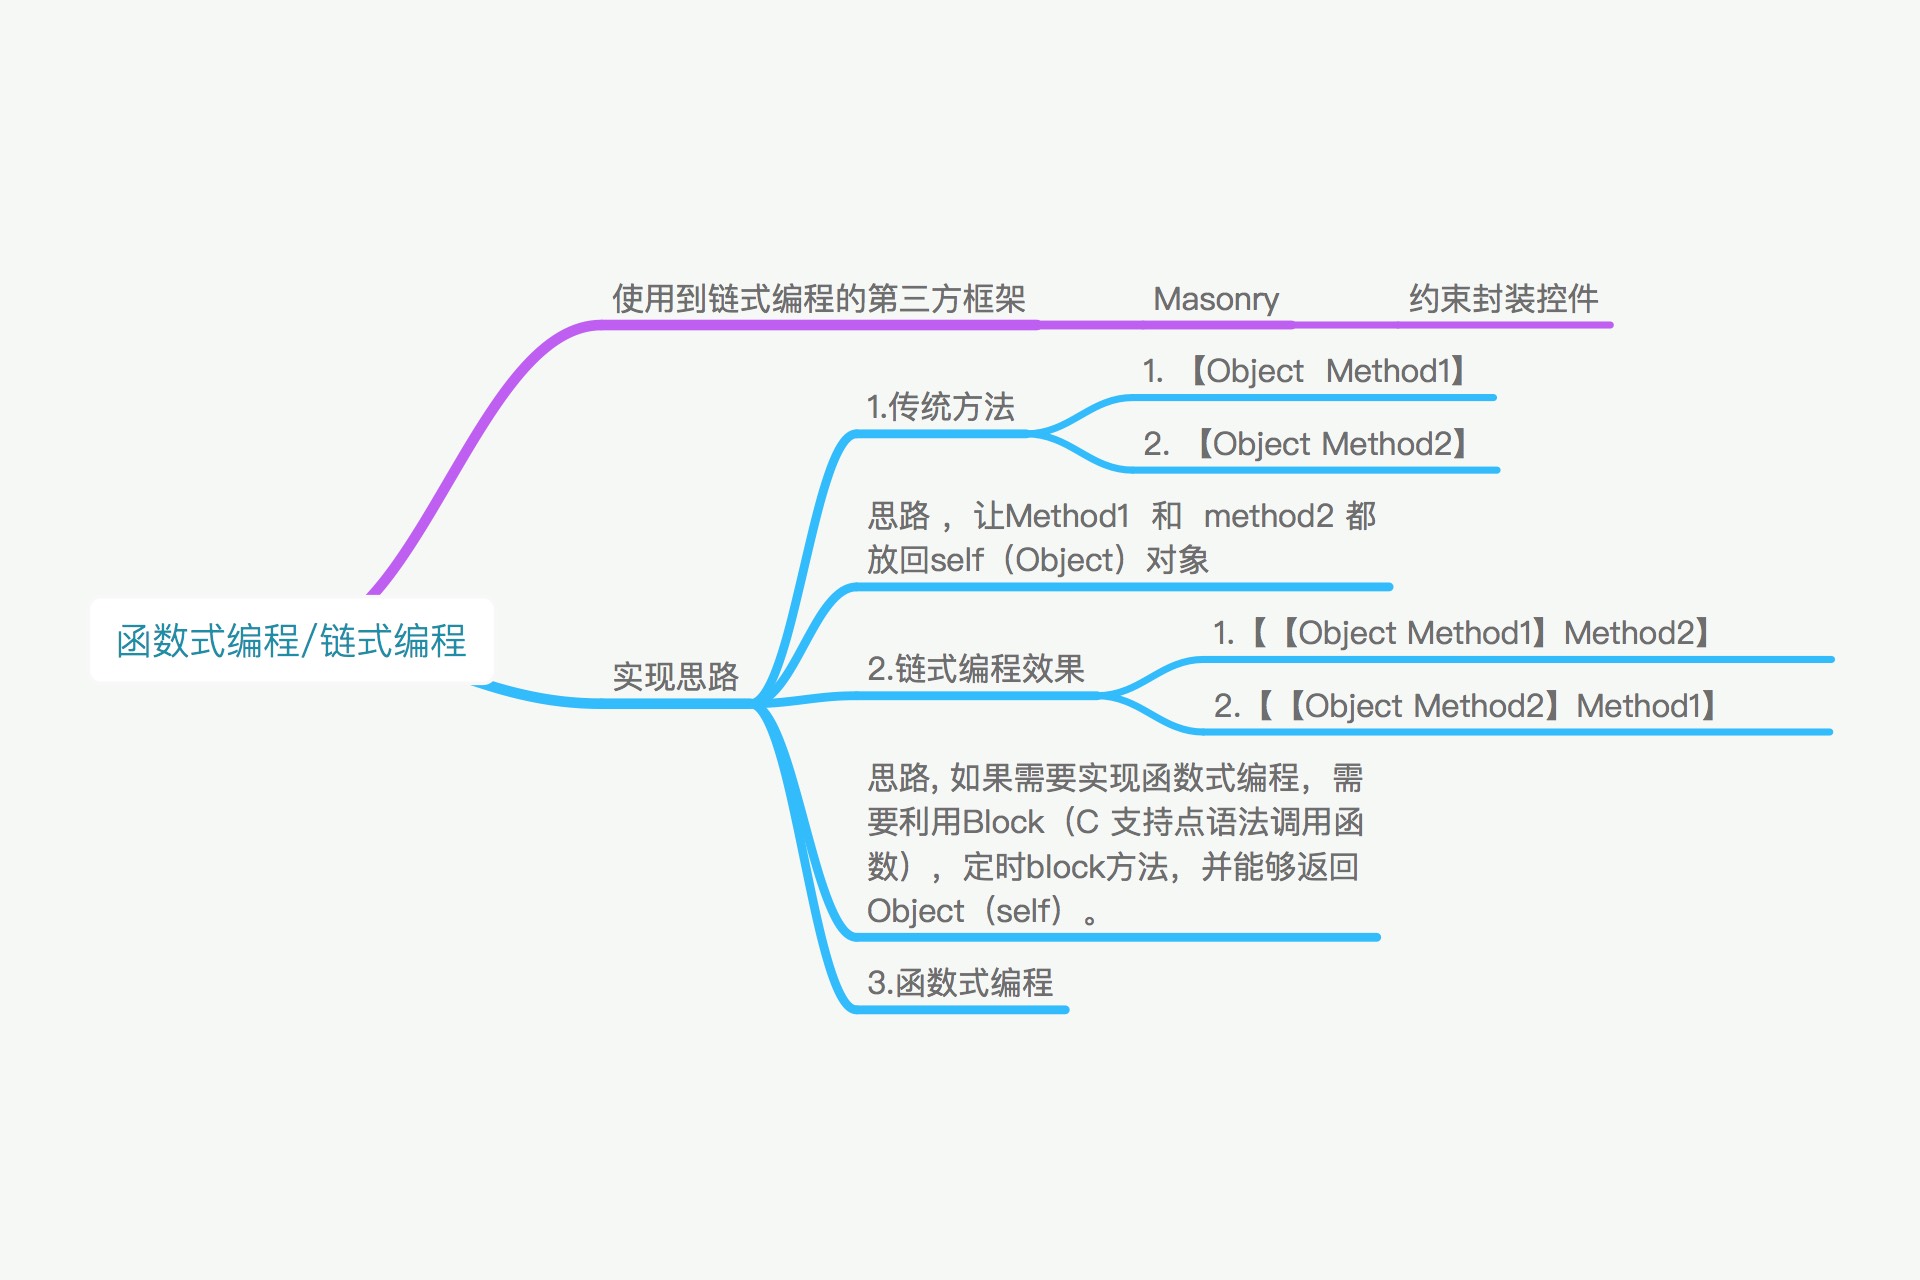 函数式编程/链式编程
使用到链式编程的第三方框架
Masonry
约束封装控件
实现思路
1.传统方法
1. 【Object  Method1】
2. 【Object Method2】
思路 ，让Method1  和  method2 都
放回self（Object）对象
2.链式编程效果
1.【【Object Method1】Method2】
2.【【Object Method2】Method1】
思路, 如果需要实现函数式编程，需
要利用Block（C 支持点语法调用函
数），定时block方法，并能够返回
Object（self）。
3.函数式编程